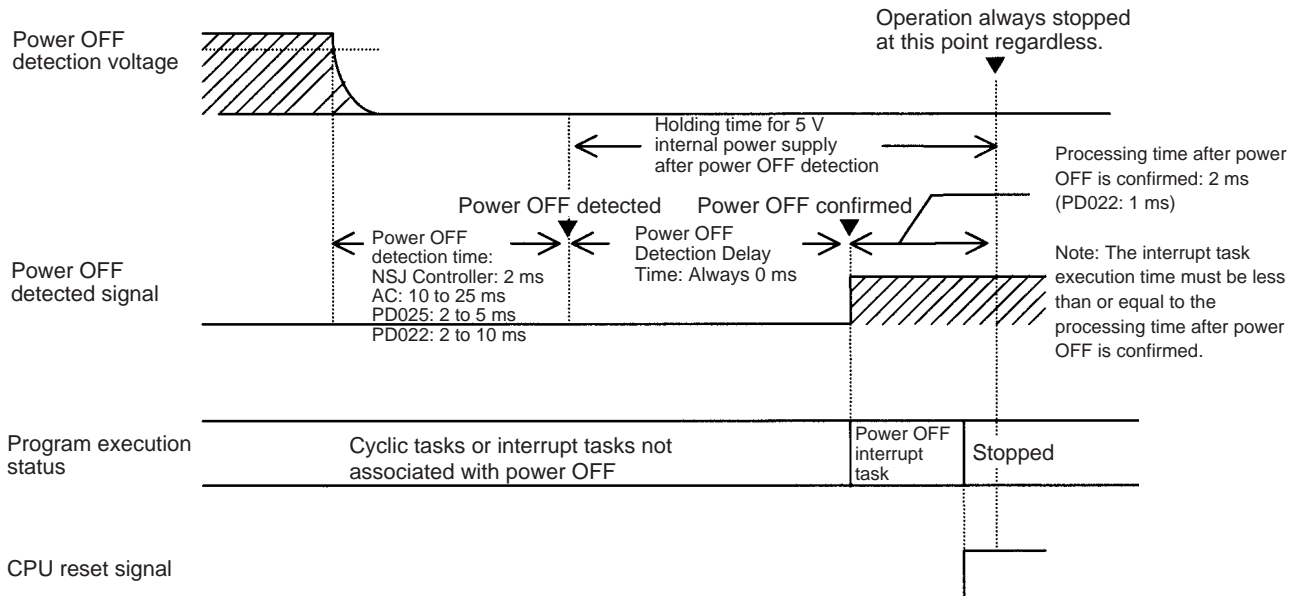 Operation always stopped
at this point regardless.
Power OFF
detection voltage
Holding time for 5 V
internal power supply
after power OFF detection
Processing time after power
OFF is confirmed: 2 ms
(PD022: 1 ms)
Power OFF detected
Power OFF confirmed
Power OFF
detection time:
NSJ Controller: 2 ms
AC: 10 to 25 ms
PD025: 2 to 5 ms
PD022: 2 to 10 ms
Power OFF
Detection Delay
Time: Always 0 ms
Power OFF
detected signal
Note: The interrupt task
execution time must be less
than or equal to the
processing time after power
OFF is confirmed.
Program execution
status
Cyclic tasks or interrupt tasks not
associated with power OFF
Power OFF
interrupt
task
Stopped
CPU reset signal